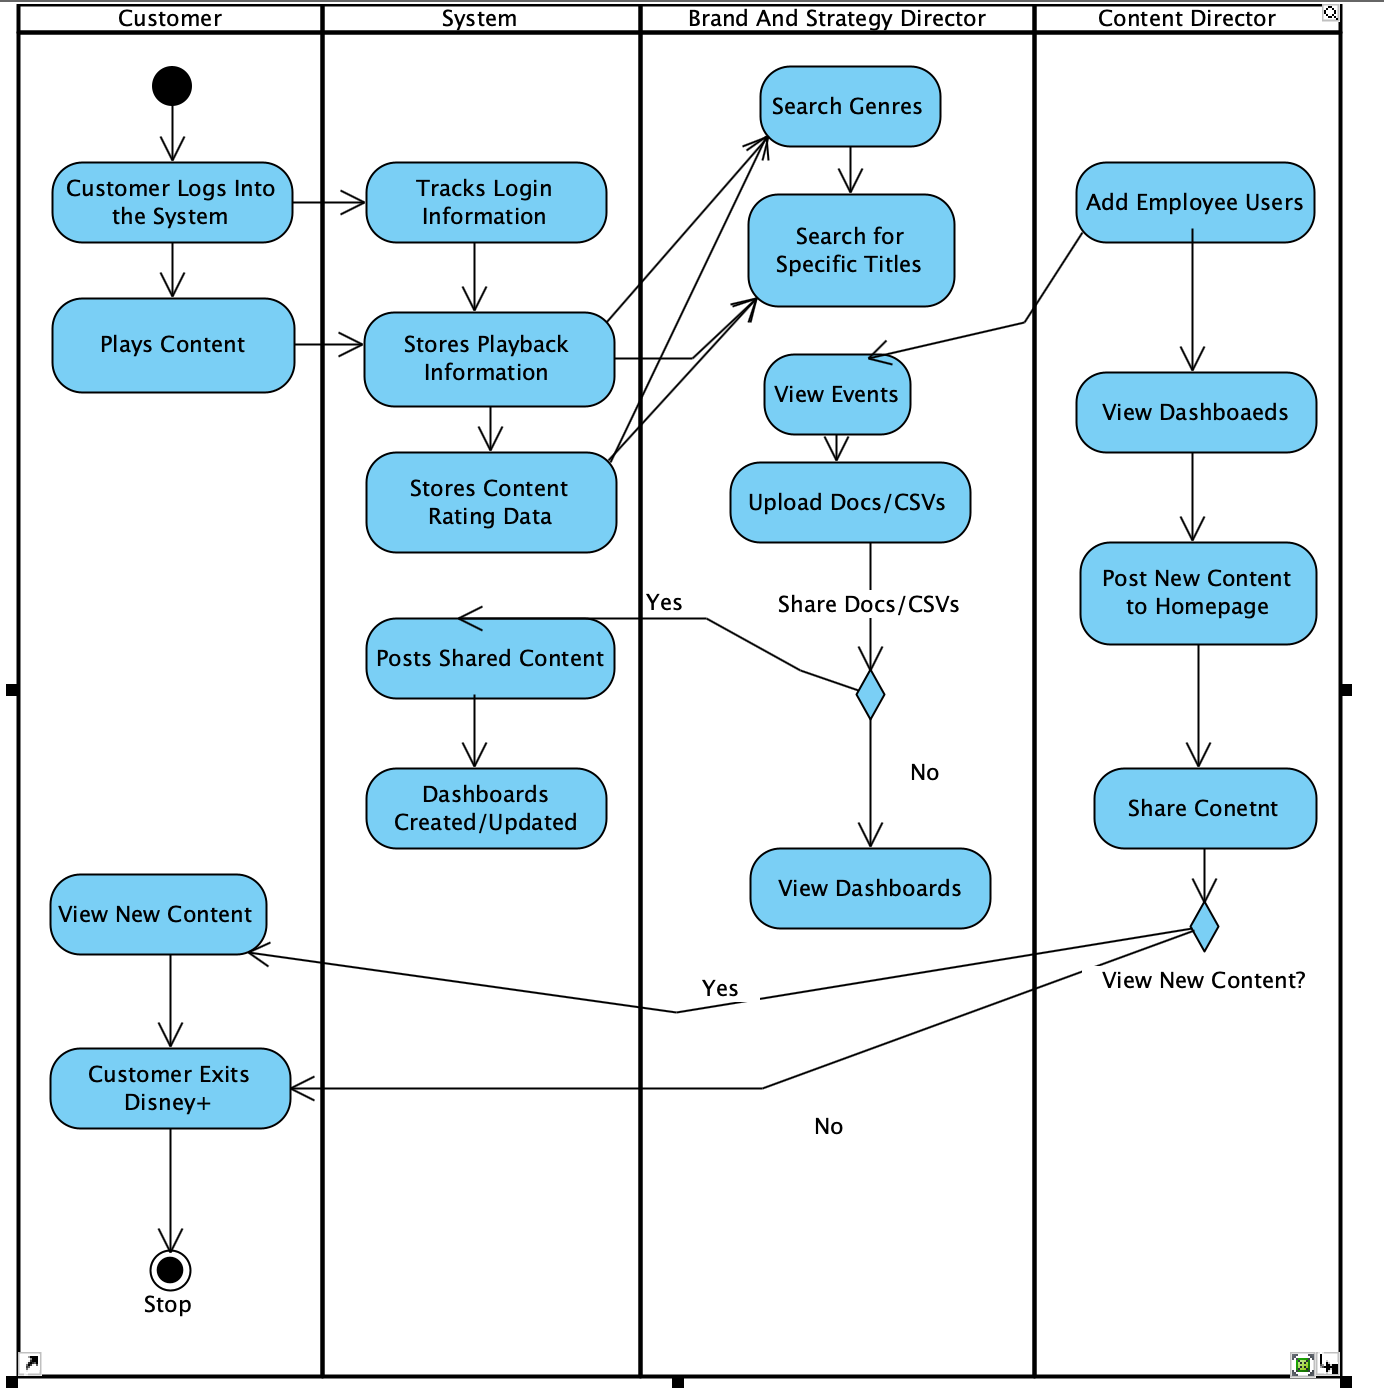 Customer
System
Brand And Strategy Director
Content Director
Search Genres
Customer Logs Into
the System
Tracks Login
Information
Search for
Specific Titles
Add Employee Users
Plays Content
Stores Playback
Information
View Events
View Dashboaeds
Stores Content
Rating Data
Upload Docs/CSVs
Post New Content
to Homepage
Yes
Share Docs/CSVs
Posts Shared Content
No
Dashboards
Created/Updated
Share Conetnt
View Dashboards
View New Content
Yes
View New Content?
Customer Exits
Disney+
No
Stop